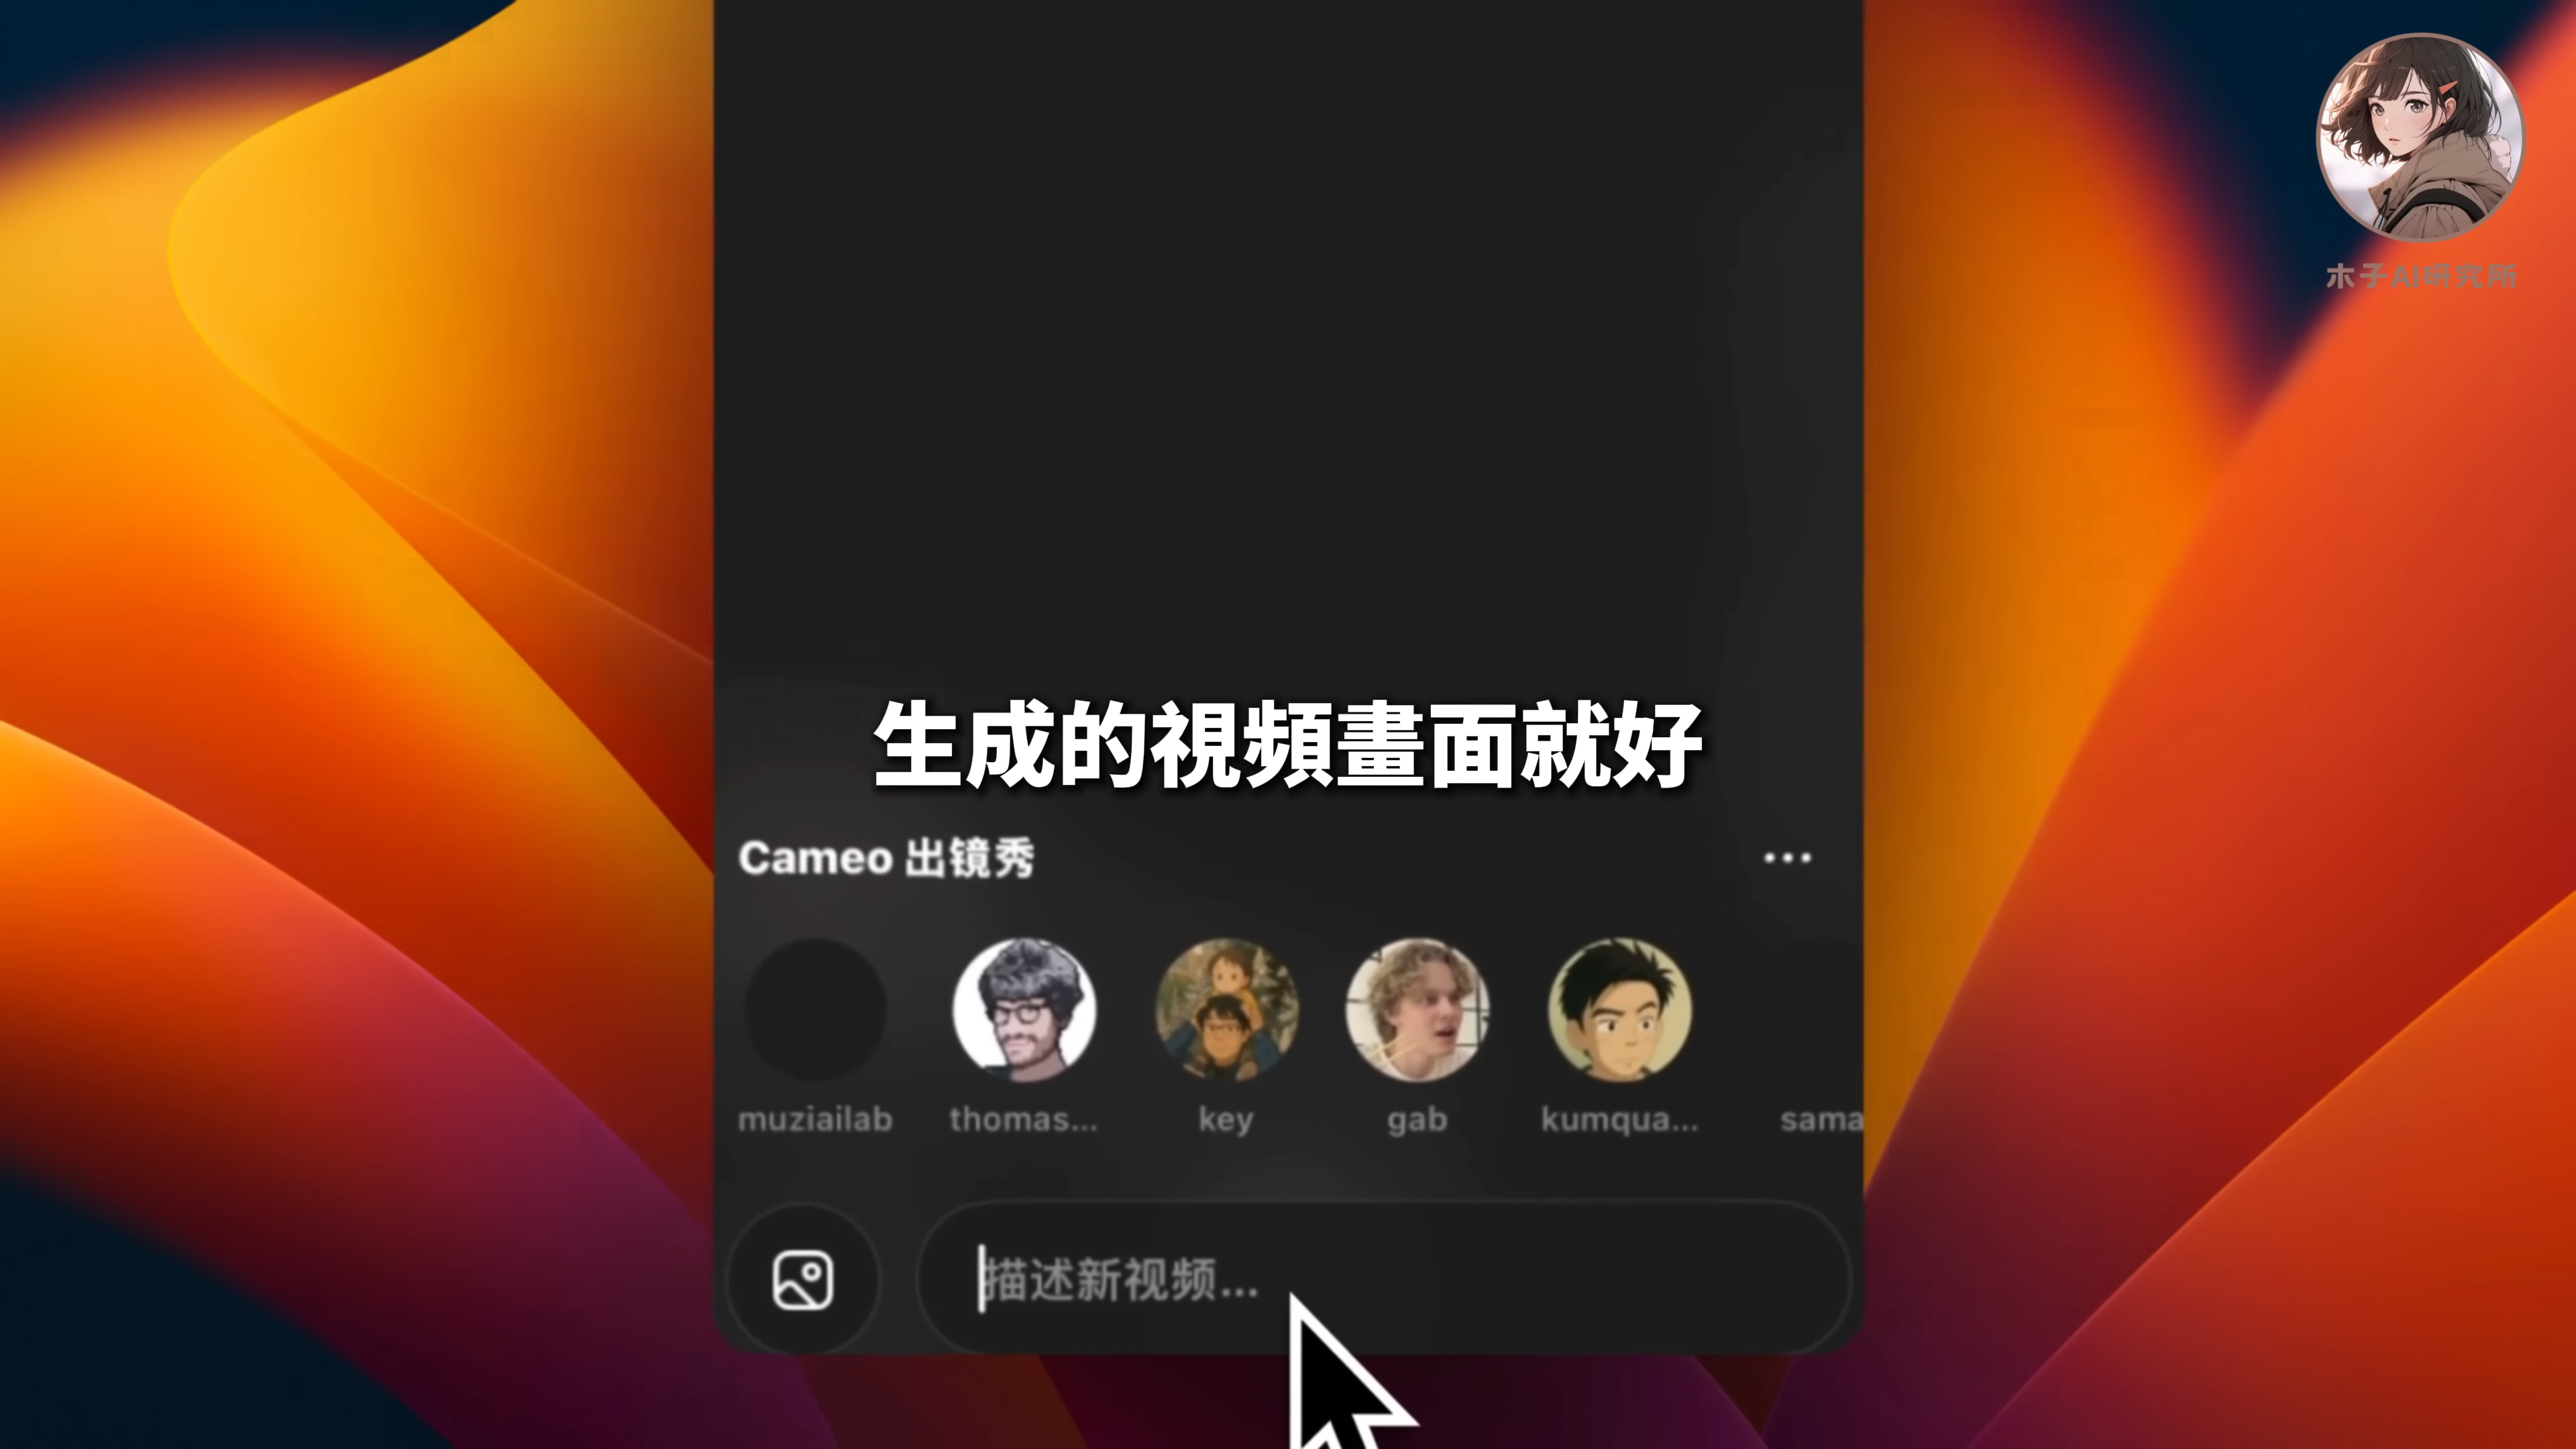 木子AI研究所
生成的視頻畫面就好
Cameo 出镜秀
muziailab
thomas...
key
gab
kumqua...
sama
描述新视频...